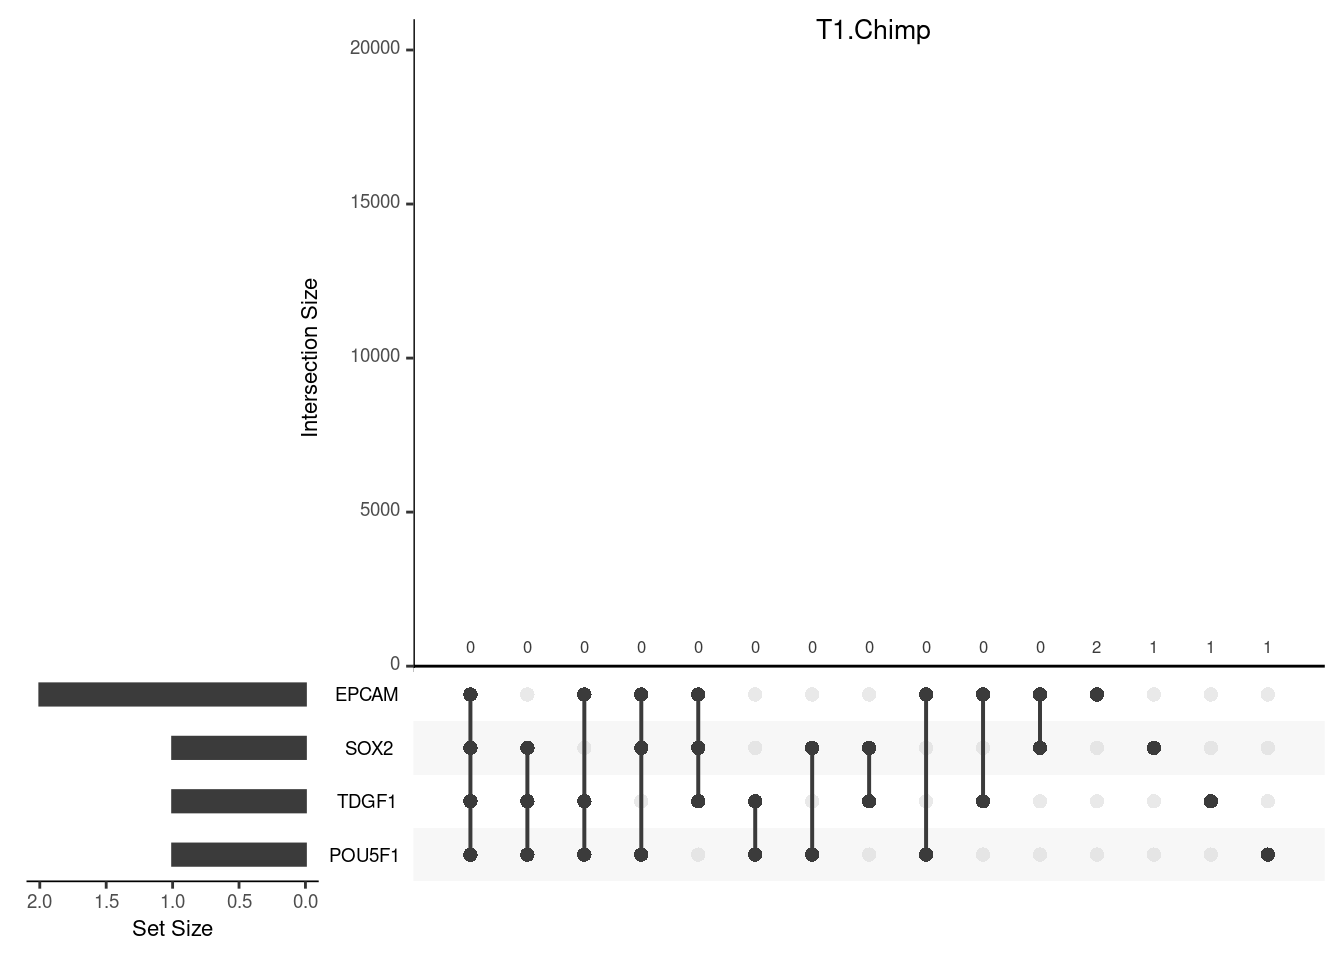 T1.Chimp
20000
15000
10000
5000
0
Intersection Size
0 0 0 0 0 0 0 0 0 0 0 2 1 1 1
EPCAM
SOX2
TDGF1
POU5F1
2.0 1.5 1.0 0.5 0.0
Set Size